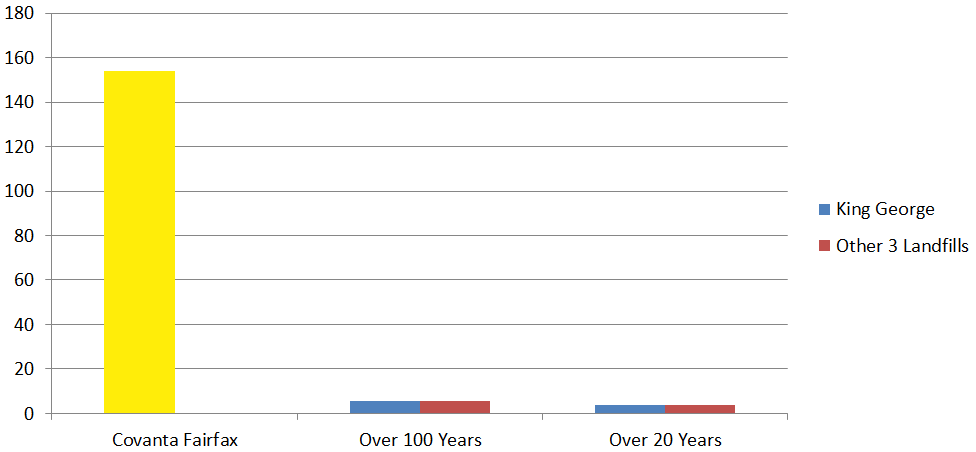 180
160
140
120
100
80
60
40
20
0
Covanta Fairfax
Over 100 Years
Over 20 Years
King George
Other 3 Landfills